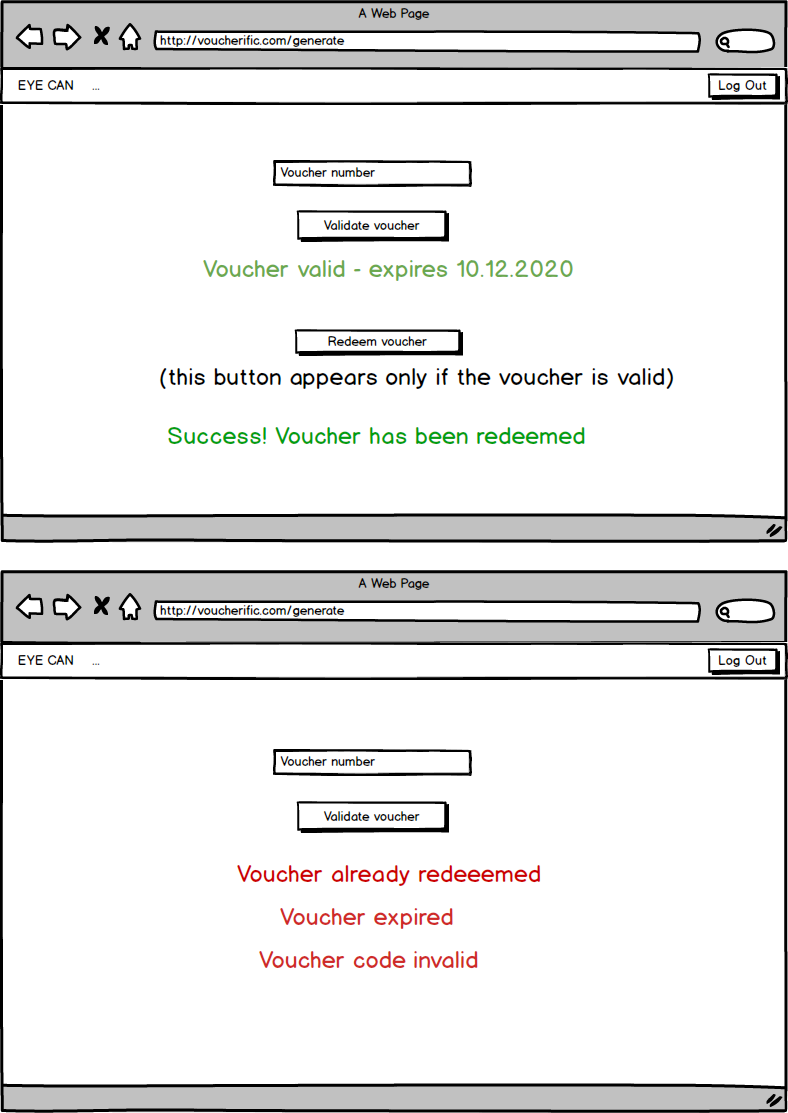 A Web Page
http://voucherific.com/generate
EYE CAN ... Log Out
Voucher number
Validate voucher
Voucher valid - expires 10.12.2020
Redeem voucher
(this button appears only if the voucher is valid)
Success! Voucher has been redeemed
A Web Page
http://voucherific.com/generate
EYE CAN ... Log Out
Voucher number
Validate voucher
Voucher already redeeemed
Voucher expired
Voucher code invalid